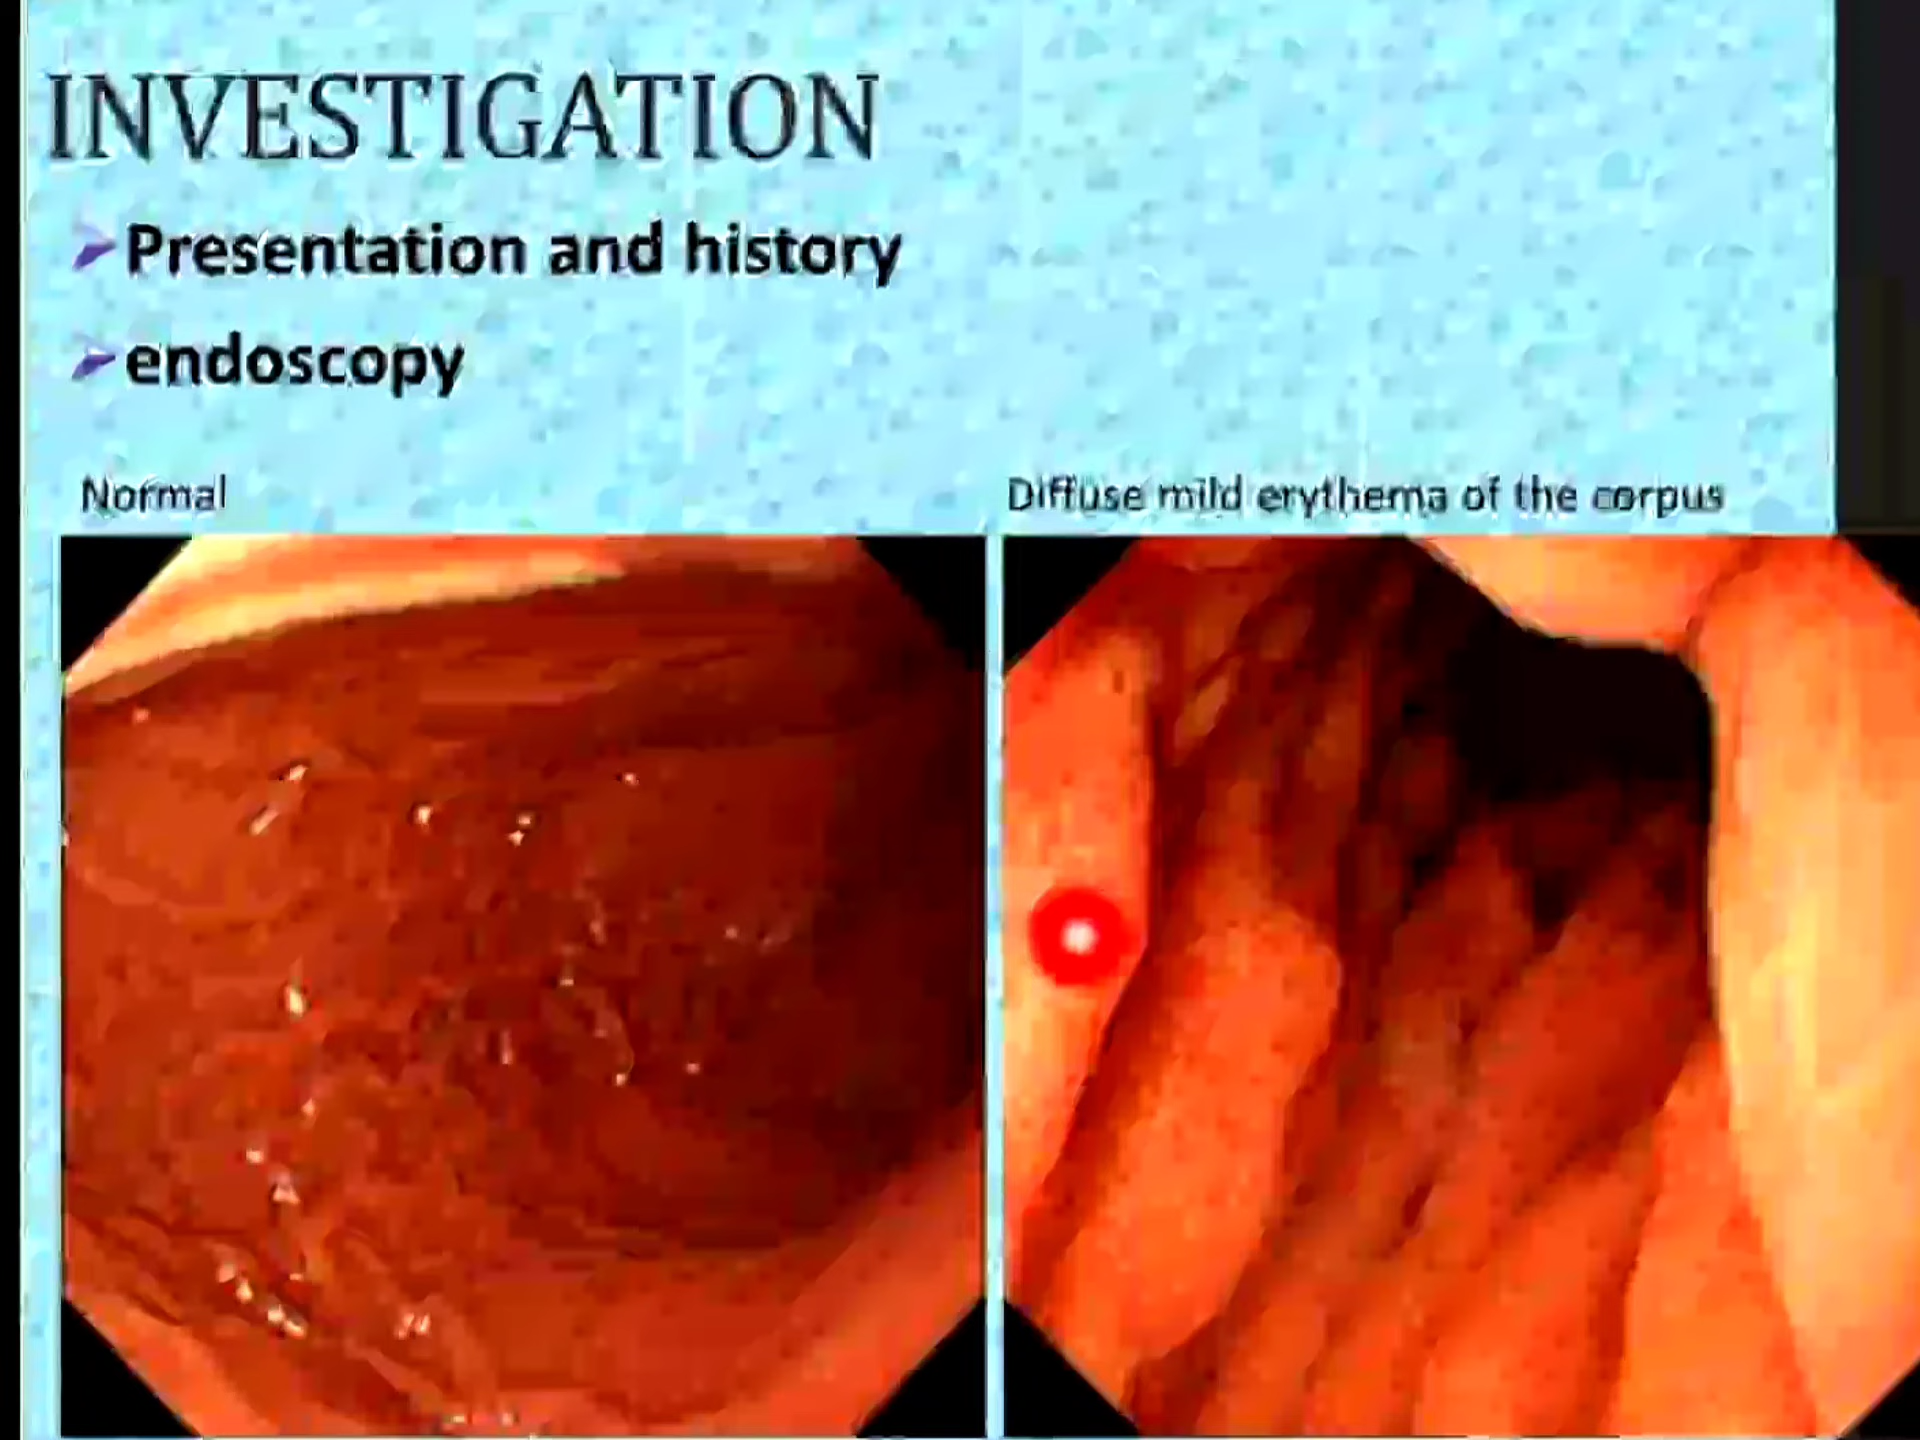 INVESTIGATION
Presentation and history
endoscopy
Normal
Diffuse mild erythema of the corpus